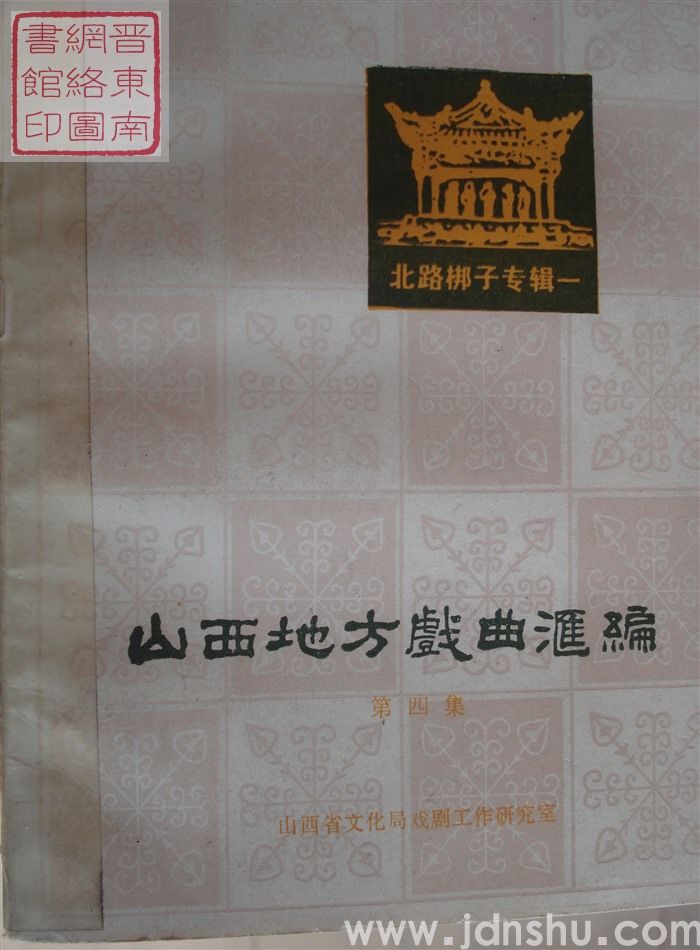 晋東南
網絡圖
書館印
北路梆子专辑一
山西地方戲曲滙編
第四集
山西省文化局戏剧工作研究室
www.jdnshu.com